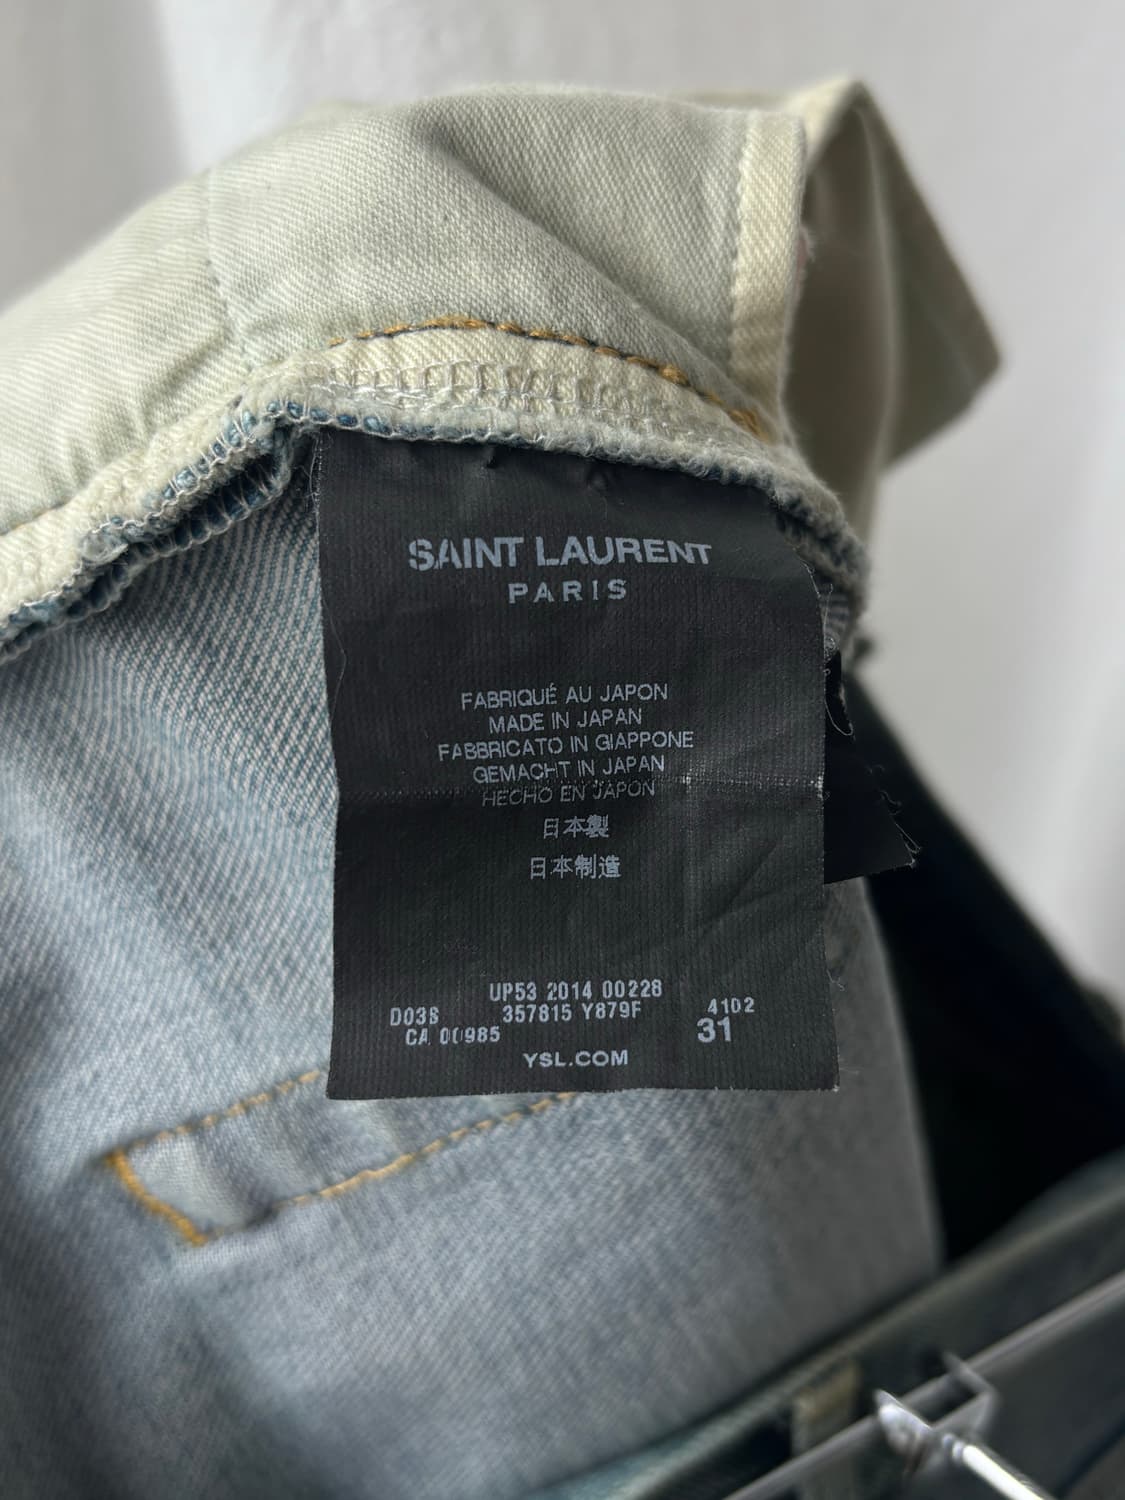 SAINT LAURENT
PARIS
FABRIQUÉ AU JAPON
MADE IN JAPAN
FABBRICATO IN GIAPPONE
GEMACHT IN JAPAN
HECHO EN JAPON
日本製
日本制造
UP53 2014 00228
D03S 357815 Y879F 4102
CA 00985 31
YSL.COM